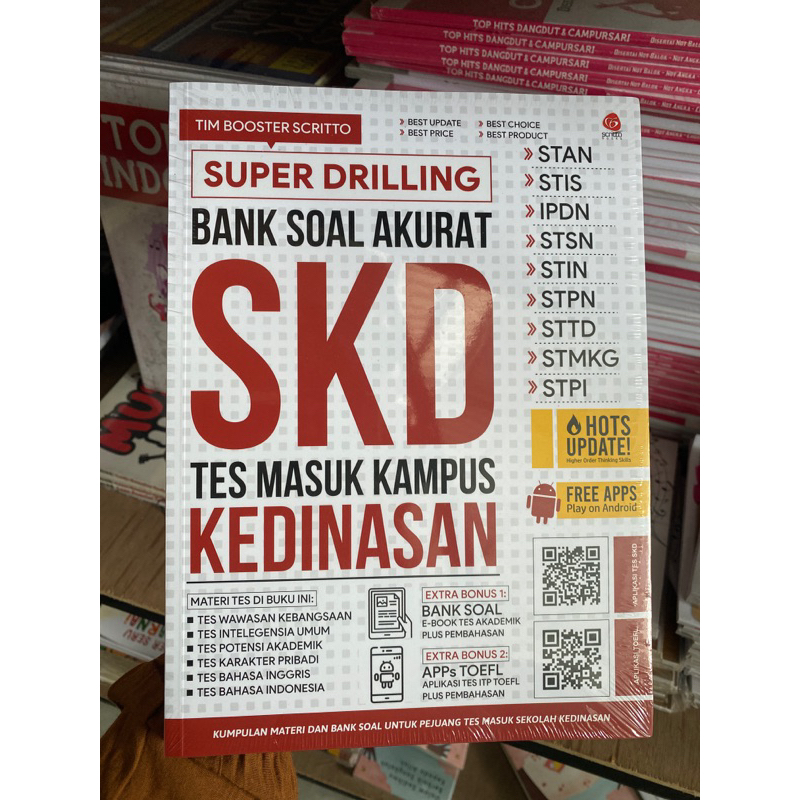 TOP HITS DANGDUT & CAMPURSARI
TOP HITS DANGDUT & CAMPURSARI
TOP HITS DANGDUT & CAMPURSARI
TOP HITS DANGDUT & CAMPURSARI
TIM BOOSTER SCRITTO
» BEST UPDATE
» BEST PRICE
» BEST CHOICE
» BEST PRODUCT
SUPER DRILLING
BANK SOAL AKURAT
SKD
TES MASUK KAMPUS
KEDINASAN
» STAN
» STIS
» IPDN
» STSN
» STIN
» STPN
» STTD
» STMKG
» STPI
HOTS
UPDATE!
Higher Order Thinking Skills
FREE APPS
Play on Android
MATERI TES DI BUKU INI:
TES WAWASAN KEBANGSAAN
TES INTELEGENSIA UMUM
TES POTENSI AKADEMIK
TES KARAKTER PRIBADI
TES BAHASA INGGRIS
TES BAHASA INDONESIA
EXTRA BONUS 1:
BANK SOAL
E-BOOK TES AKADEMIK
PLUS PEMBAHASAN
EXTRA BONUS 2:
APPs TOEFL
APLIKASI TES ITP TOEFL
PLUS PEMBAHASAN
APLIKASI TES SKD
APLIKASI TOEFL
KUMPULAN MATERI DAN BANK SOAL UNTUK PEJUANG TES MASUK SEKOLAH KEDINASAN